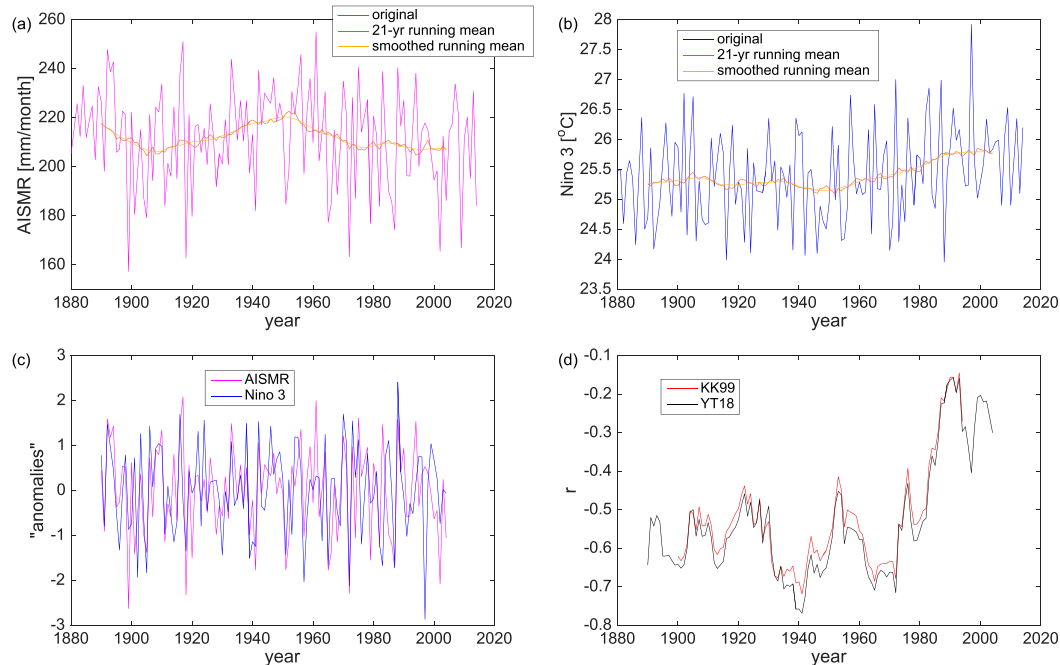 (a)
260
240
220
200
180
160
AISMR [mm/month]
1880 1900 1920 1940 1960 1980 2000 2020
year
original
21-yr running mean
smoothed running mean
(b)
28
27.5
27
26.5
26
25.5
25
24.5
24
23.5
Nino 3 [°C]
1880 1900 1920 1940 1960 1980 2000 2020
year
original
21-yr running mean
smoothed running mean
(c)
3
2
1
0
-1
-2
-3
"anomalies"
1880 1900 1920 1940 1960 1980 2000 2020
year
AISMR
Nino 3
(d)
-0.1
-0.2
-0.3
-0.4
-0.5
-0.6
-0.7
-0.8
r
1880 1900 1920 1940 1960 1980 2000 2020
year
KK99
YT18